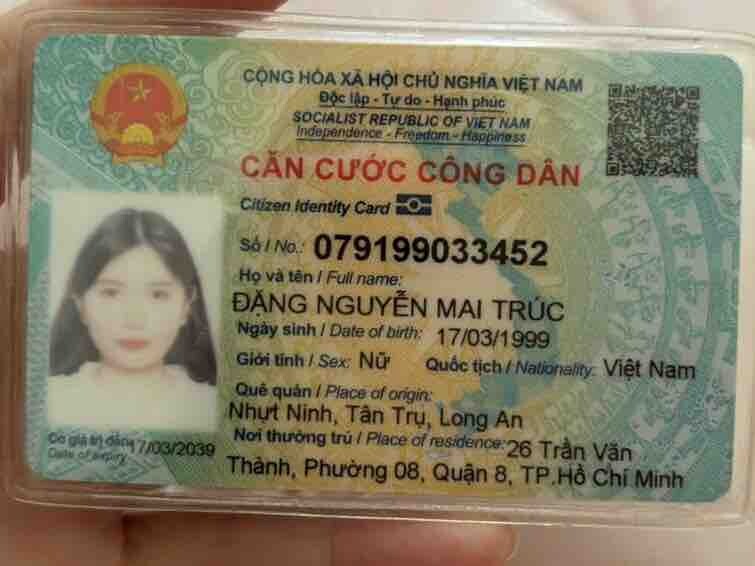 CỘNG HÒA XÃ HỘI CHỦ NGHĨA VIỆT NAM
Độc lập - Tự do - Hạnh phúc
SOCIALIST REPUBLIC OF VIET NAM
Independence - Freedom - Happiness
CĂN CƯỚC CÔNG DÂN
Citizen Identity Card
Số / No.: 079199033452
Họ và tên / Full name:
ĐẶNG NGUYỄN MAI TRÚC
Ngày sinh / Date of birth: 17/03/1999
Giới tính / Sex: Nữ Quốc tịch / Nationality: Việt Nam
Quê quán / Place of origin:
Nhựt Ninh, Tân Trụ, Long An
Nơi thường trú / Place of residence: 26 Trần Văn
Thành, Phường 08, Quận 8, TP.Hồ Chí Minh
Có giá trị đến: 17/03/2039
Date of expiry